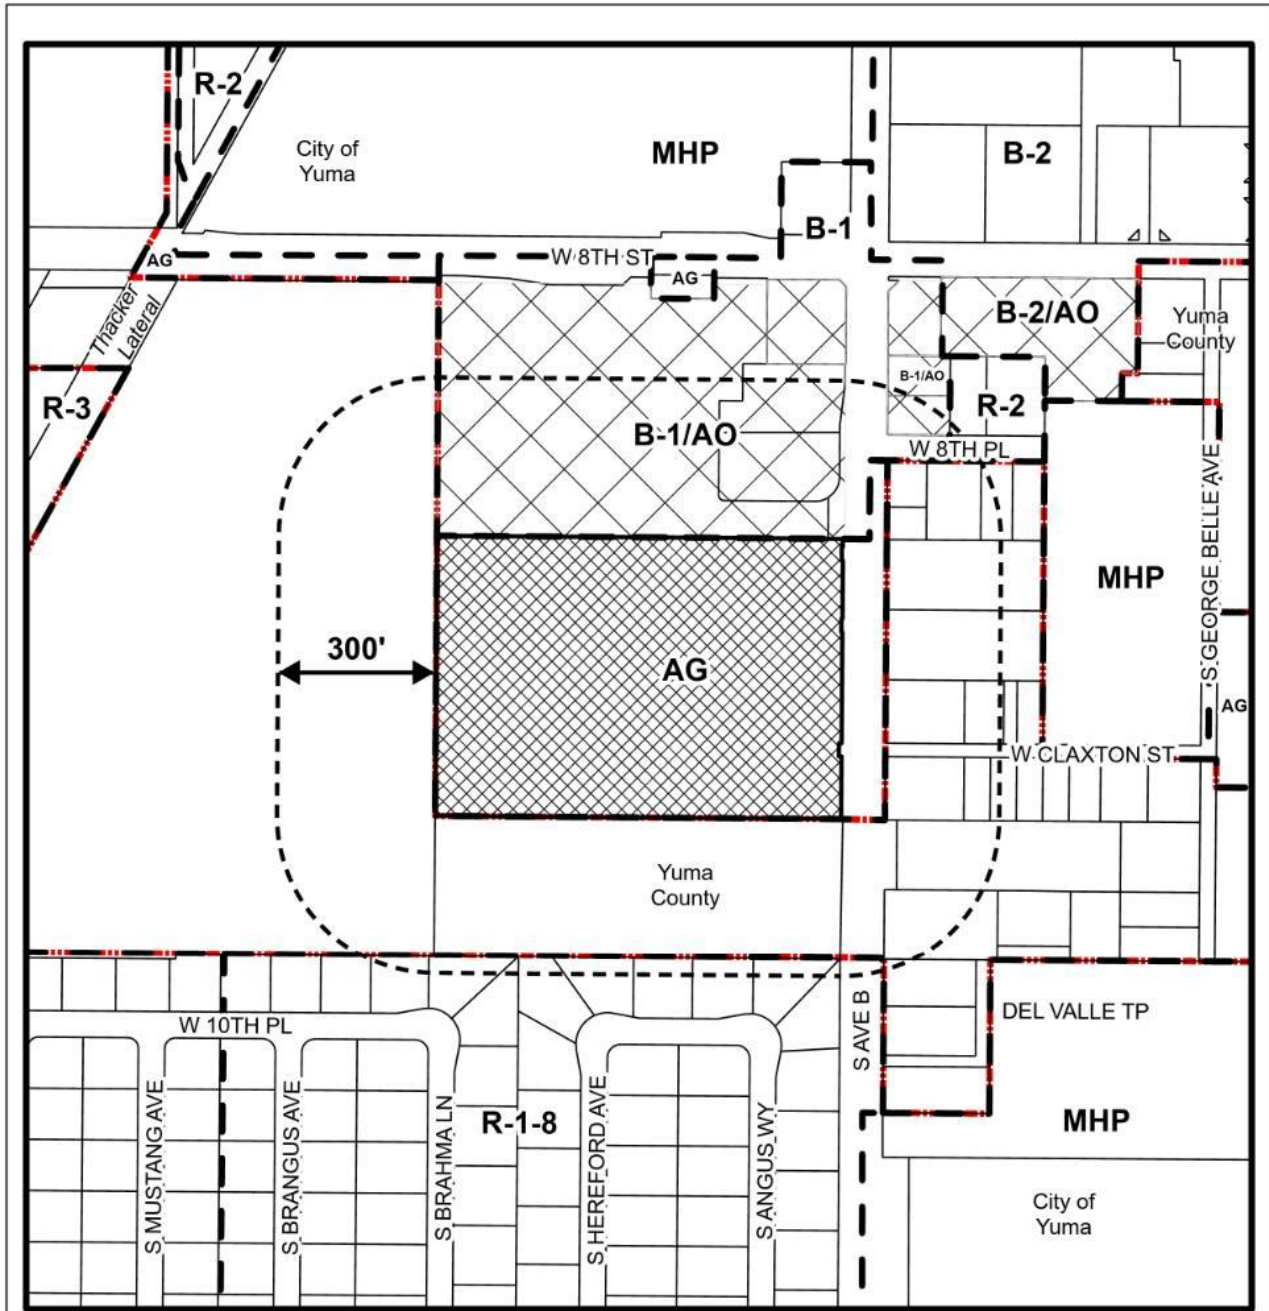 R-2
City of
Yuma
MHP
B-2
B-1
W 8TH ST
AG
AG
Thacker
Lateral
B-2/AO
Yuma
County
B-1/AO
R-3
R-2
B-1/AO
W 8TH PL
S GEORGE BELLE AVE
MHP
300'
AG
AG
W CLAXTON ST
Yuma
County
S AVE B
DEL VALLE TP
W 10TH PL
S MUSTANG AVE
S BRANGUS AVE
S BRAHMA LN
R-1-8
S HEREFORD AVE
S ANGUS WY
MHP
City of
Yuma